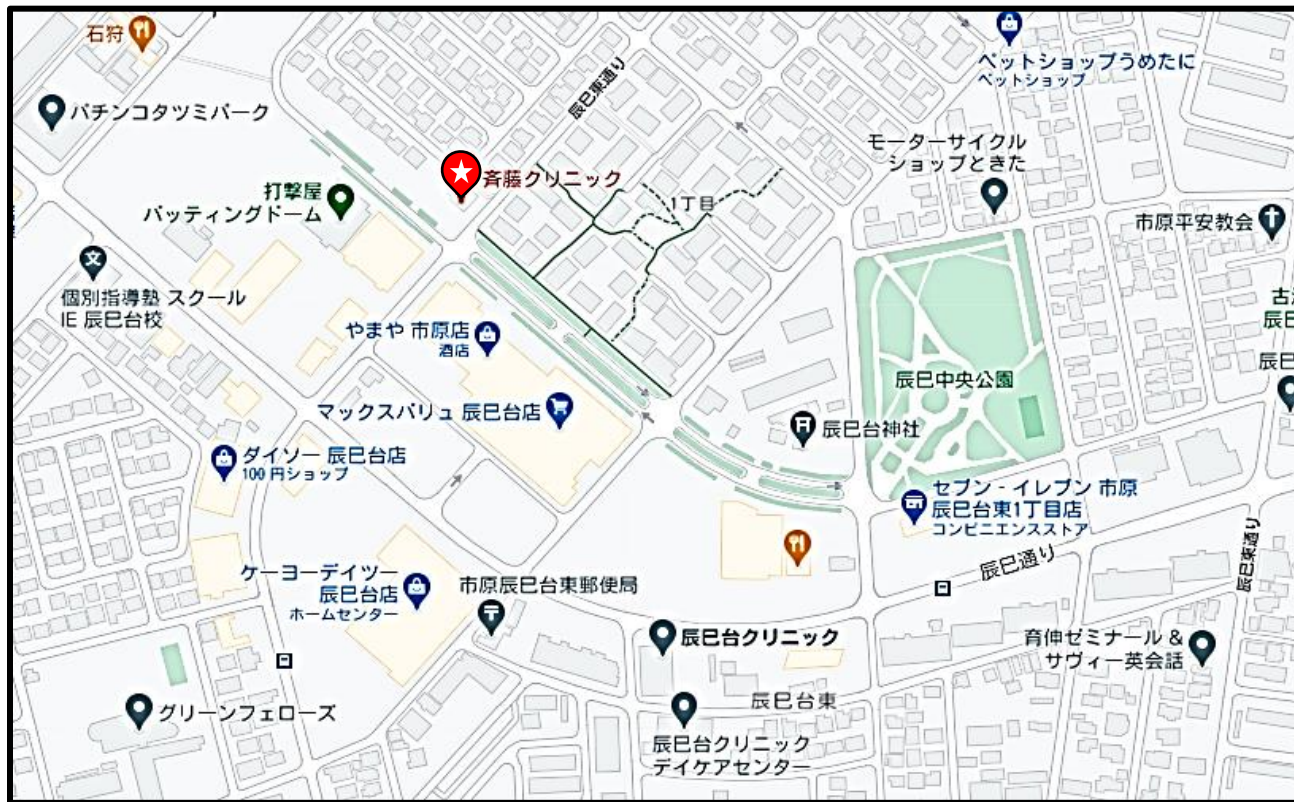 石狩
ペットショップうめたに
ペットショップ
辰巳東通り
パチンコタツミパーク
モーターサイクル
ショップときた
斉藤クリニック
打撃屋
バッティングドーム
1丁目
市原平安教会
個別指導塾 スクール
IE 辰巳台校
やまや 市原店
酒店
辰巳中央公園
マックスバリュ 辰巳台店
辰巳台神社
ダイソー 辰巳台店
100 円ショップ
セブン - イレブン 市原
辰巳台東1丁目店
コンビニエンスストア
辰巳通り
辰巳東通り
ケーヨーデイツー
辰巳台店
ホームセンター
市原辰巳台東郵便局
辰巳台クリニック
育伸ゼミナール &
サヴィー英会話
辰巳台東
グリーンフェローズ
辰巳台クリニック
デイケアセンター